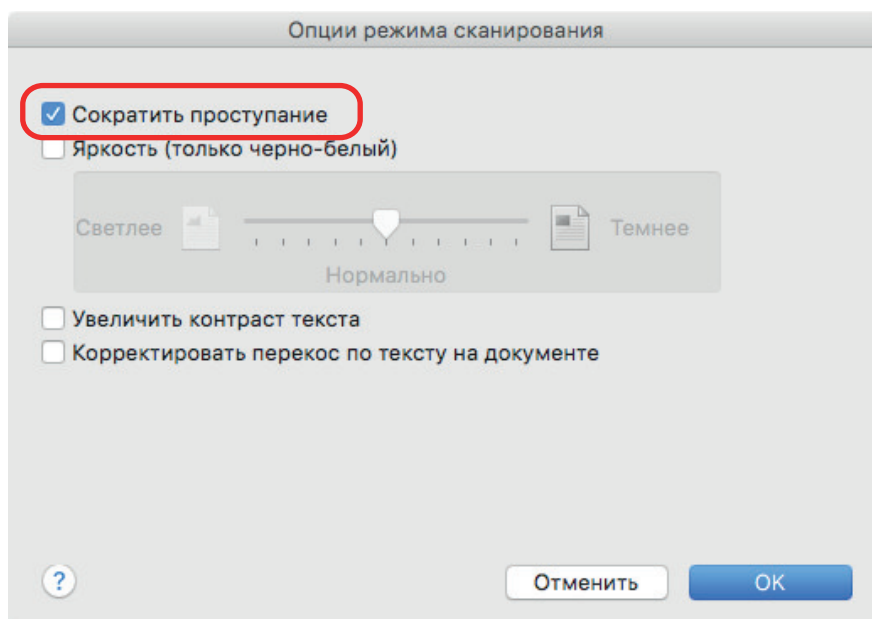 Опции режима сканирования
Сократить проступание
Яркость (только черно-белый)
Светлее Темнее
Нормально
Увеличить контраст текста
Корректировать перекос по тексту на документе
? Отменить OK